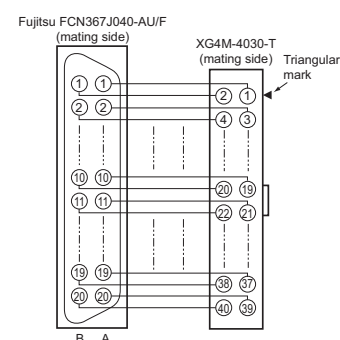 Fujitsu FCN367J040-AU/F
(mating side)
XG4M-4030-T
(mating side)
Triangular
mark
1 1
2 1
2 2
4 3
10 10
20 19
11 11
22 21
19 19
38 37
20 20
40 39
B A